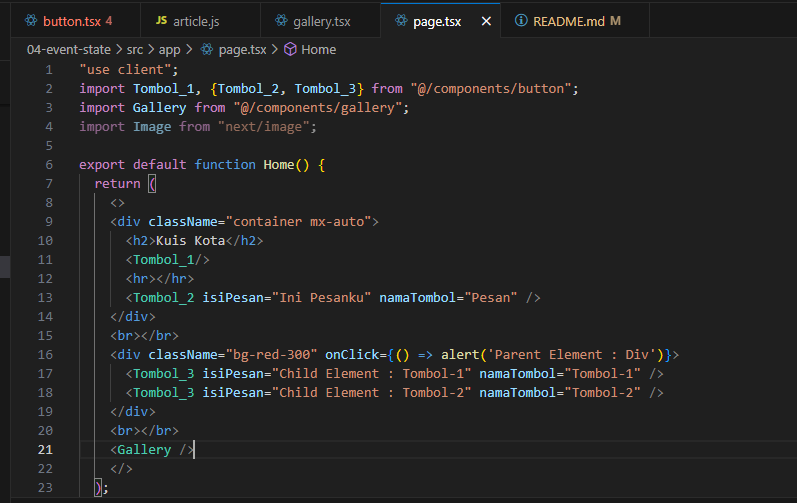 button.tsx 4 JS article.js gallery.tsx page.tsx × README.md M
04-event-state > src > app > page.tsx > Home
1 "use client";
2 import Tombol_1, {Tombol_2, Tombol_3} from "@/components/button";
3 import Gallery from "@/components/gallery";
4 import Image from "next/image";
5
6 export default function Home() {
7 return (
8 <>
9 <div className="container mx-auto">
10 <h2>Kuis Kota</h2>
11 <Tombol_1/>
12 <hr></hr>
13 <Tombol_2 isiPesan="Ini Pesanku" namaTombol="Pesan" />
14 </div>
15 <br></br>
16 <div className="bg-red-300" onClick={() => alert('Parent Element : Div')}>
17 <Tombol_3 isiPesan="Child Element : Tombol-1" namaTombol="Tombol-1" />
18 <Tombol_3 isiPesan="Child Element : Tombol-2" namaTombol="Tombol-2" />
19 </div>
20 <br></br>
21 <Gallery />
22 </>
23 );